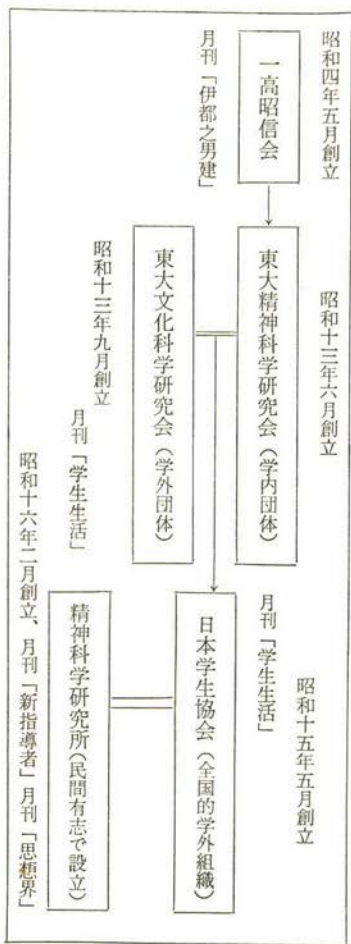 昭和四年五月創立
一高昭信会
月刊「伊都之男建」
昭和十三年六月創立
東大精神科学研究会(学内団体)
東大文化科学研究会(学外団体)
昭和十三年九月創立
月刊「学生生活」
昭和十五年五月創立
月刊「学生生活」
日本学生協会(全国的学外組織)
精神科学研究所(民間有志で設立)
昭和十六年二月創立、月刊「新指導者」月刊「思想界」